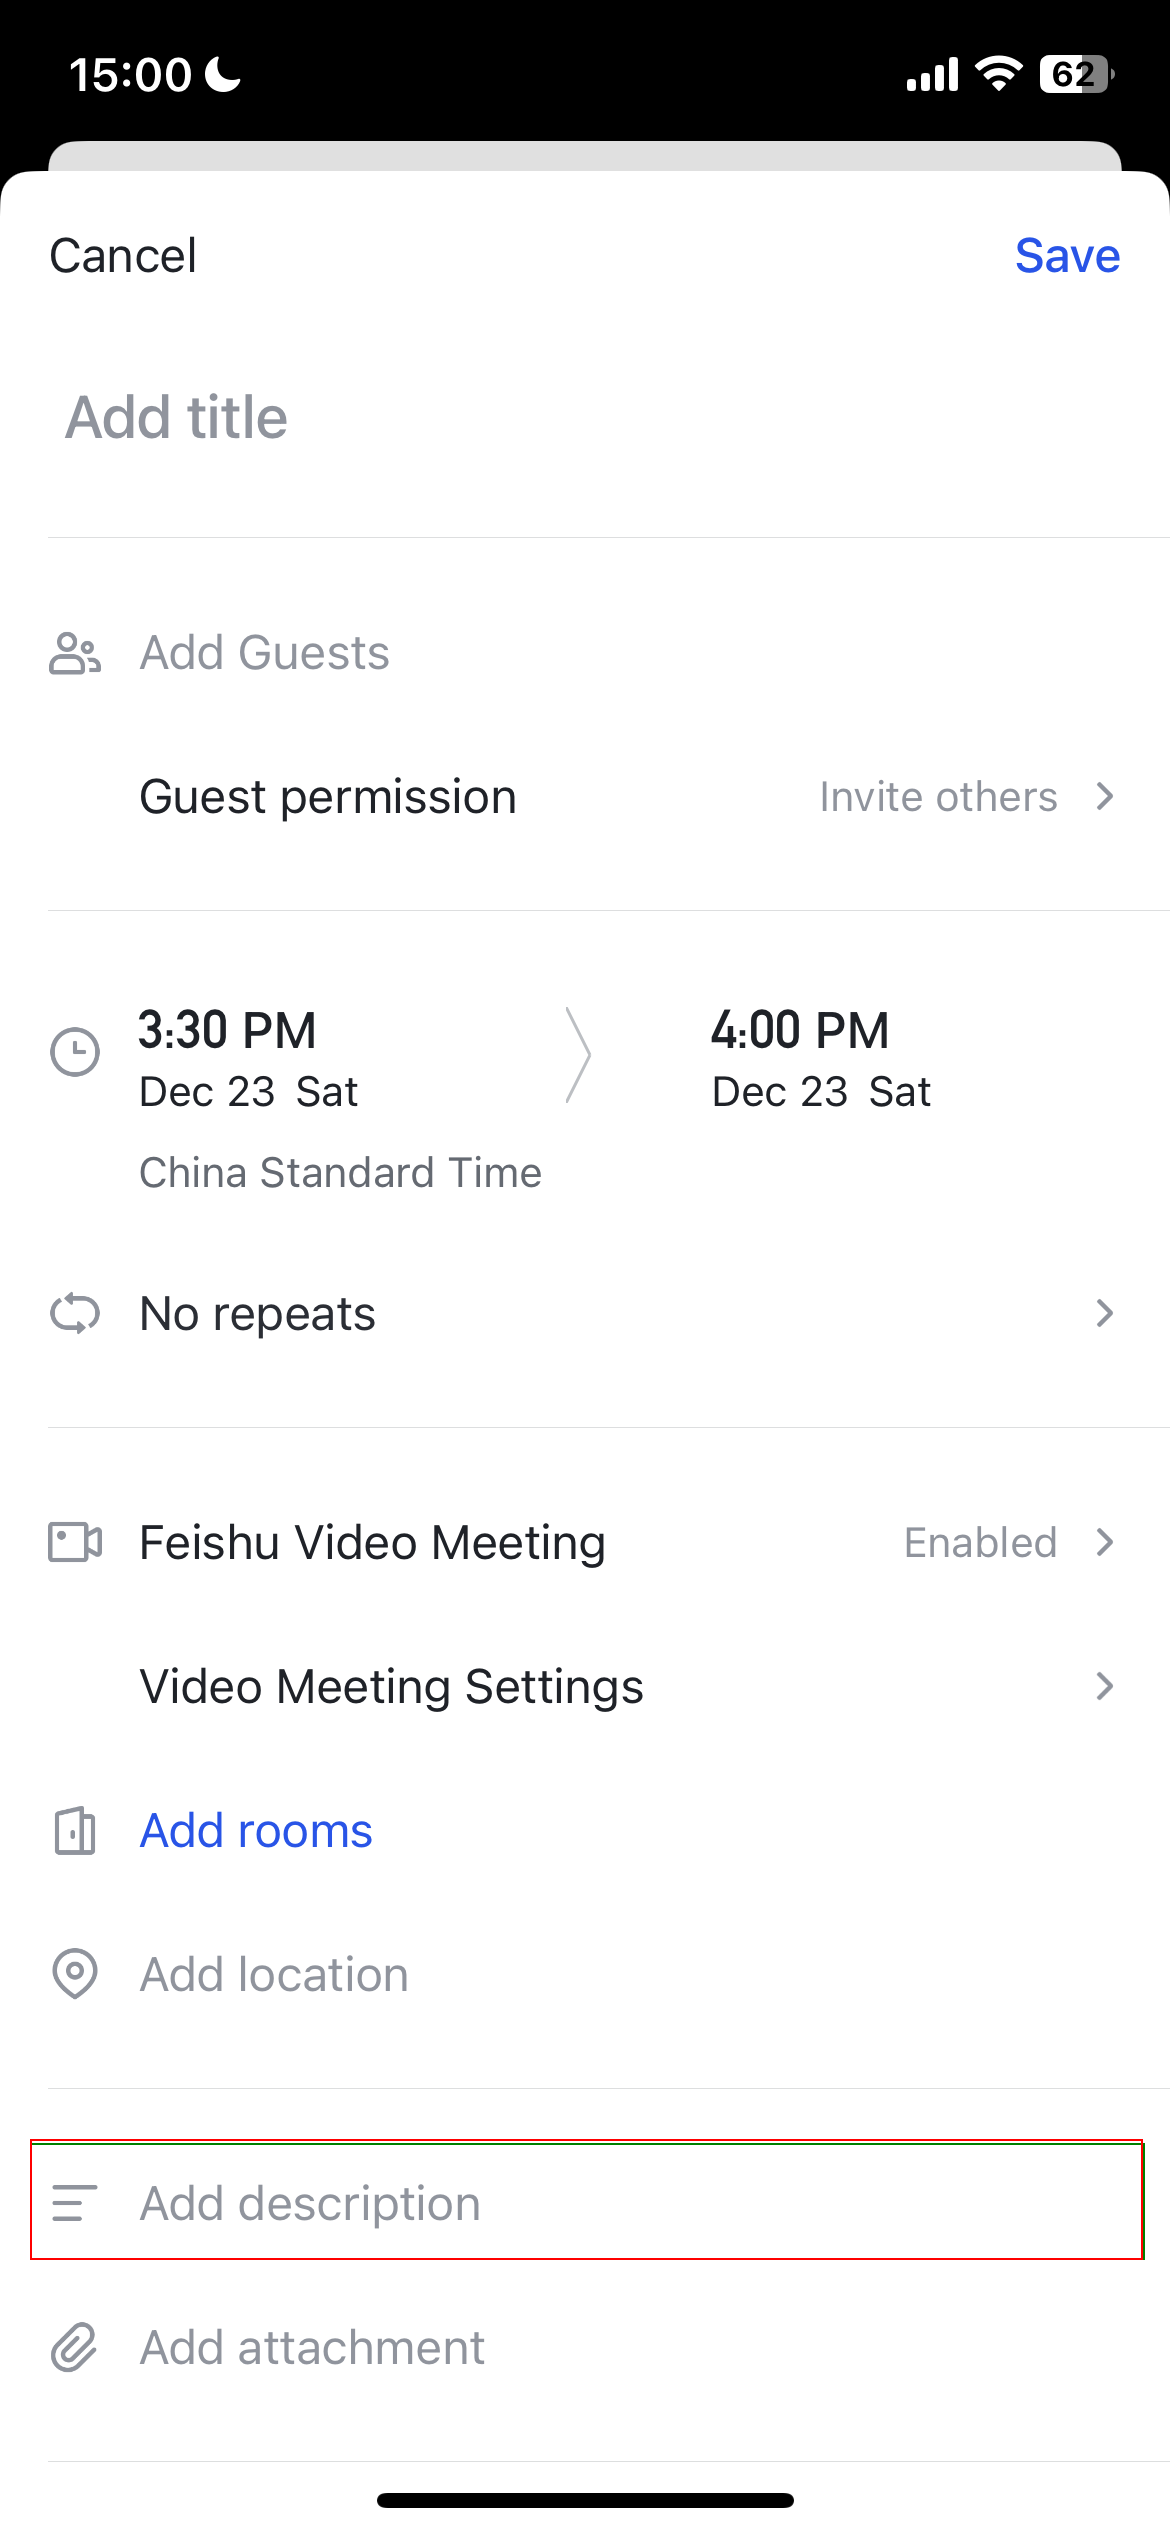 15:00
62
Cancel
Save
Add title
Add Guests
Guest permission
Invite others
3:30 PM
4:00 PM
Dec 23 Sat
Dec 23 Sat
China Standard Time
No repeats
Feishu Video Meeting
Enabled
Video Meeting Settings
Add rooms
Add location
Add description
Add attachment